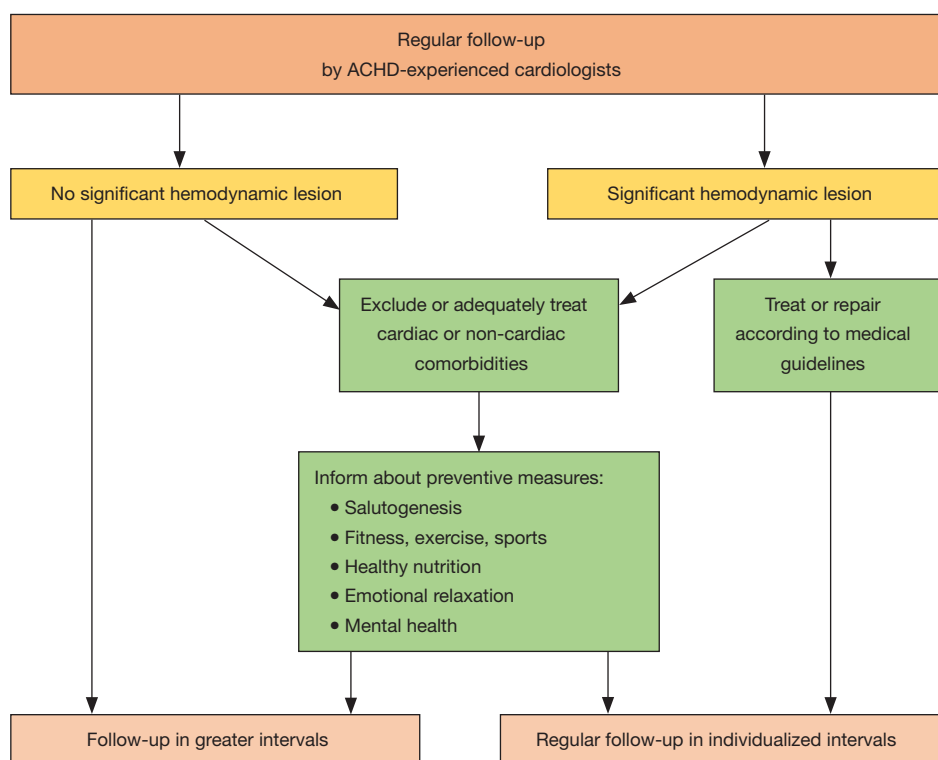 Regular follow-up
by ACHD-experienced cardiologists
No significant hemodynamic lesion
Significant hemodynamic lesion
Exclude or adequately treat
cardiac or non-cardiac
comorbidities
Treat or repair
according to medical
guidelines
Inform about preventive measures:
• Salutogenesis
• Fitness, exercise, sports
• Healthy nutrition
• Emotional relaxation
• Mental health
Follow-up in greater intervals
Regular follow-up in individualized intervals